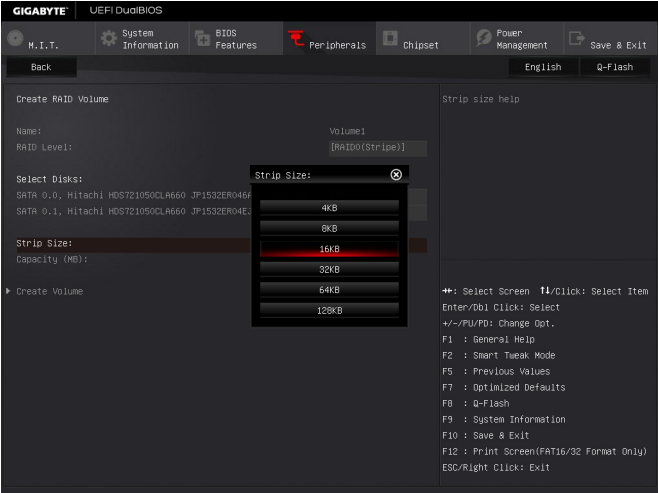 GIGABYTE™ UEFI DualBIOS
M.I.T. System Information BIOS Features Peripherals Chipset Power Management Save & Exit
Back English Q-Flash
Create RAID Volume Strip size help
Name: Volume1
RAID Level: [RAID0(Stripe)]
Select Disks: Strip Size:
SATA 0.0, Hitachi HDS721050CLA660
SATA 0.1, Hitachi HDS721050CLA660
4KB
8KB
Strip Size: 16KB
Capacity (MB): 32KB
Create Volume 64KB
128KB
: Select Screen ↑↓/Click: Select Item
Enter/Dbl Click: Select
+/-/PU/PD: Change Opt.
F1 : General Help
F2 : Smart Tweak Mode
F5 : Previous Values
F7 : Optimized Defaults
F8 : Q-Flash
F9 : System Information
F10 : Save & Exit
F12 : Print Screen(FAT16/32 Format Only)
ESC/Right Click: Exit